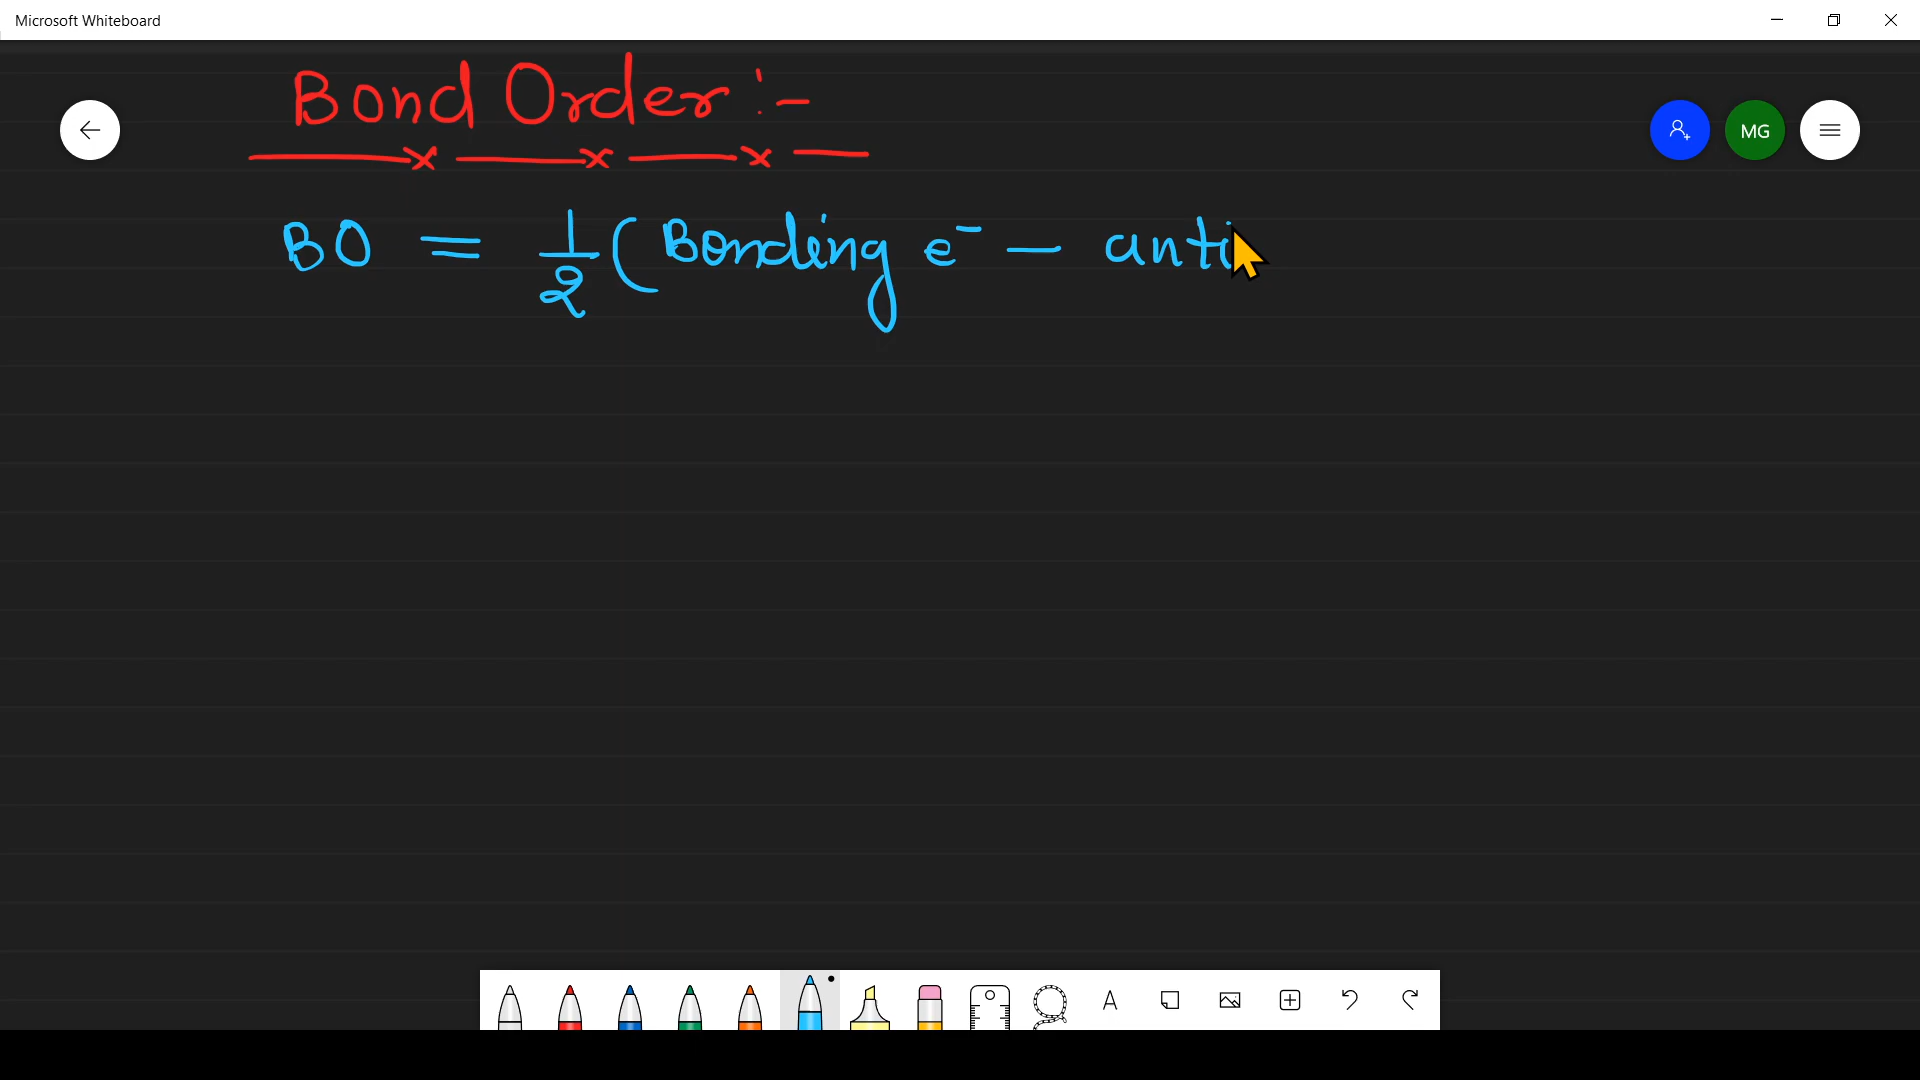 Microsoft Whiteboard
Bond Order :-
MG
BO = 1/2 ( Bonding e⁻ - anti